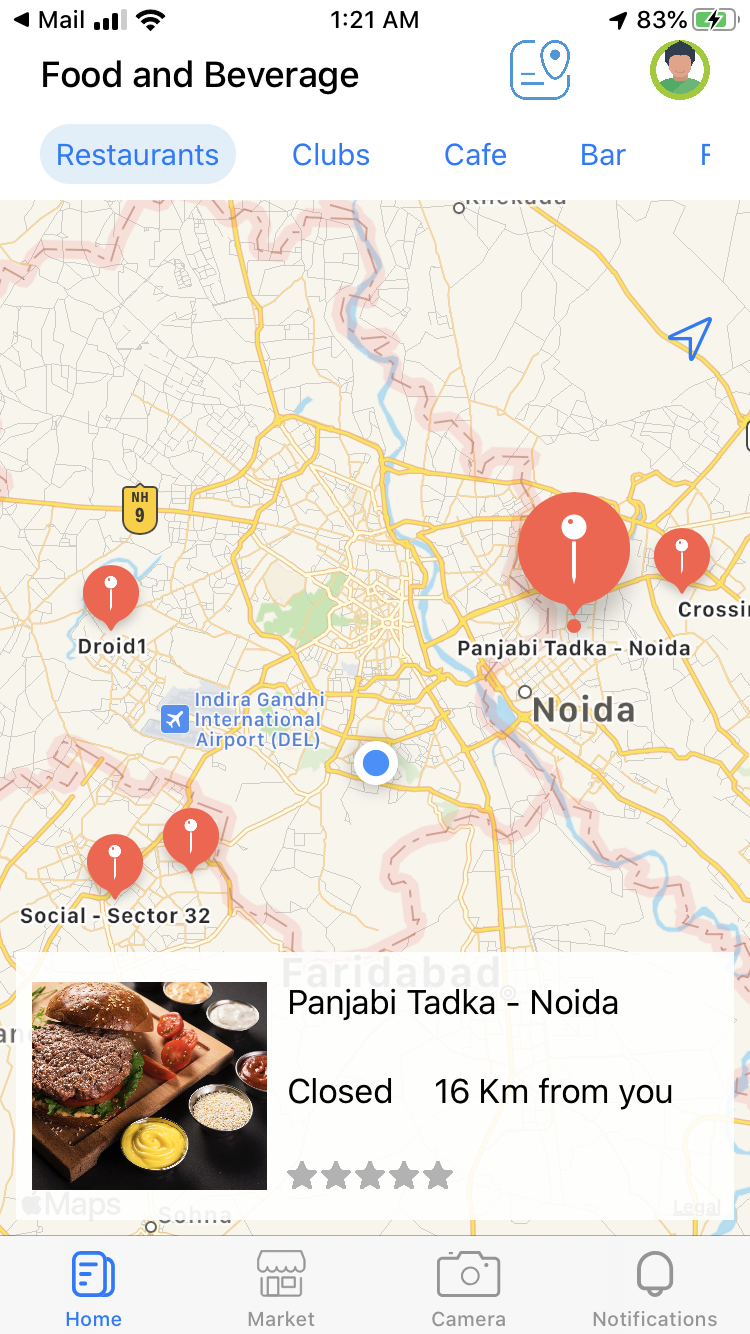 Mail
1:21 AM
83%
Food and Beverage
Restaurants
Clubs
Cafe
Bar
NH
9
Droid1
Panjabi Tadka - Noida
Noida
Indira Gandhi
International
Airport (DEL)
Social - Sector 32
Faridabad
Panjabi Tadka - Noida
Closed
16 Km from you
Maps
Legal
Sohna
Home
Market
Camera
Notifications